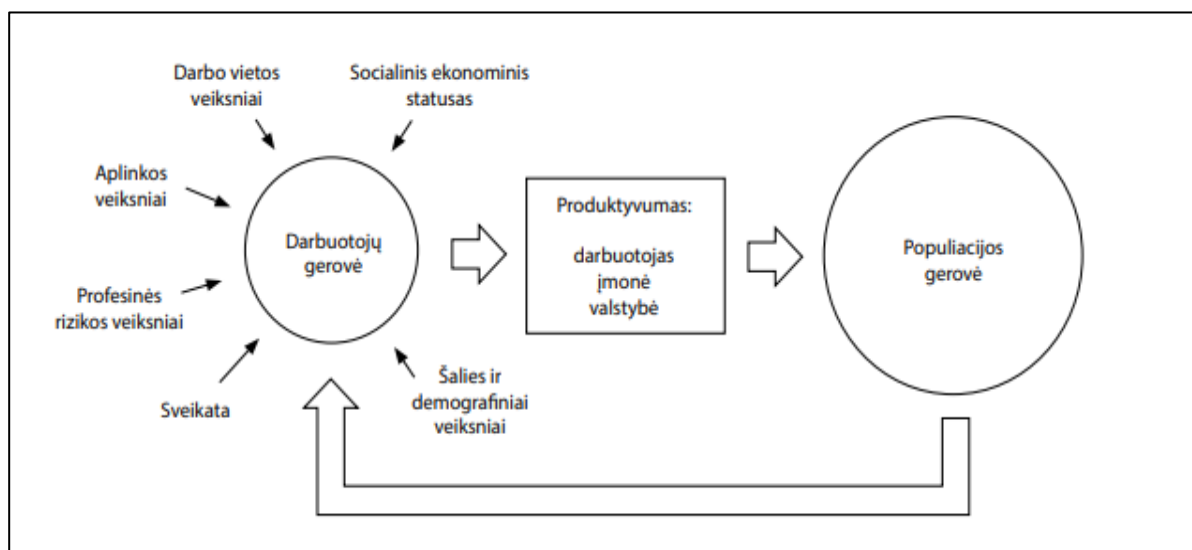 Darbo vietos
veiksniai
Socialinis ekonominis
statusas
Aplinkos
veiksniai
Darbuotojų
gerovė
Produktyvumas:
darbuotojas
įmonė
valstybė
Populiacijos
gerovė
Profesinės
rizikos veiksniai
Sveikata
Šalies ir
demografiniai
veiksniai